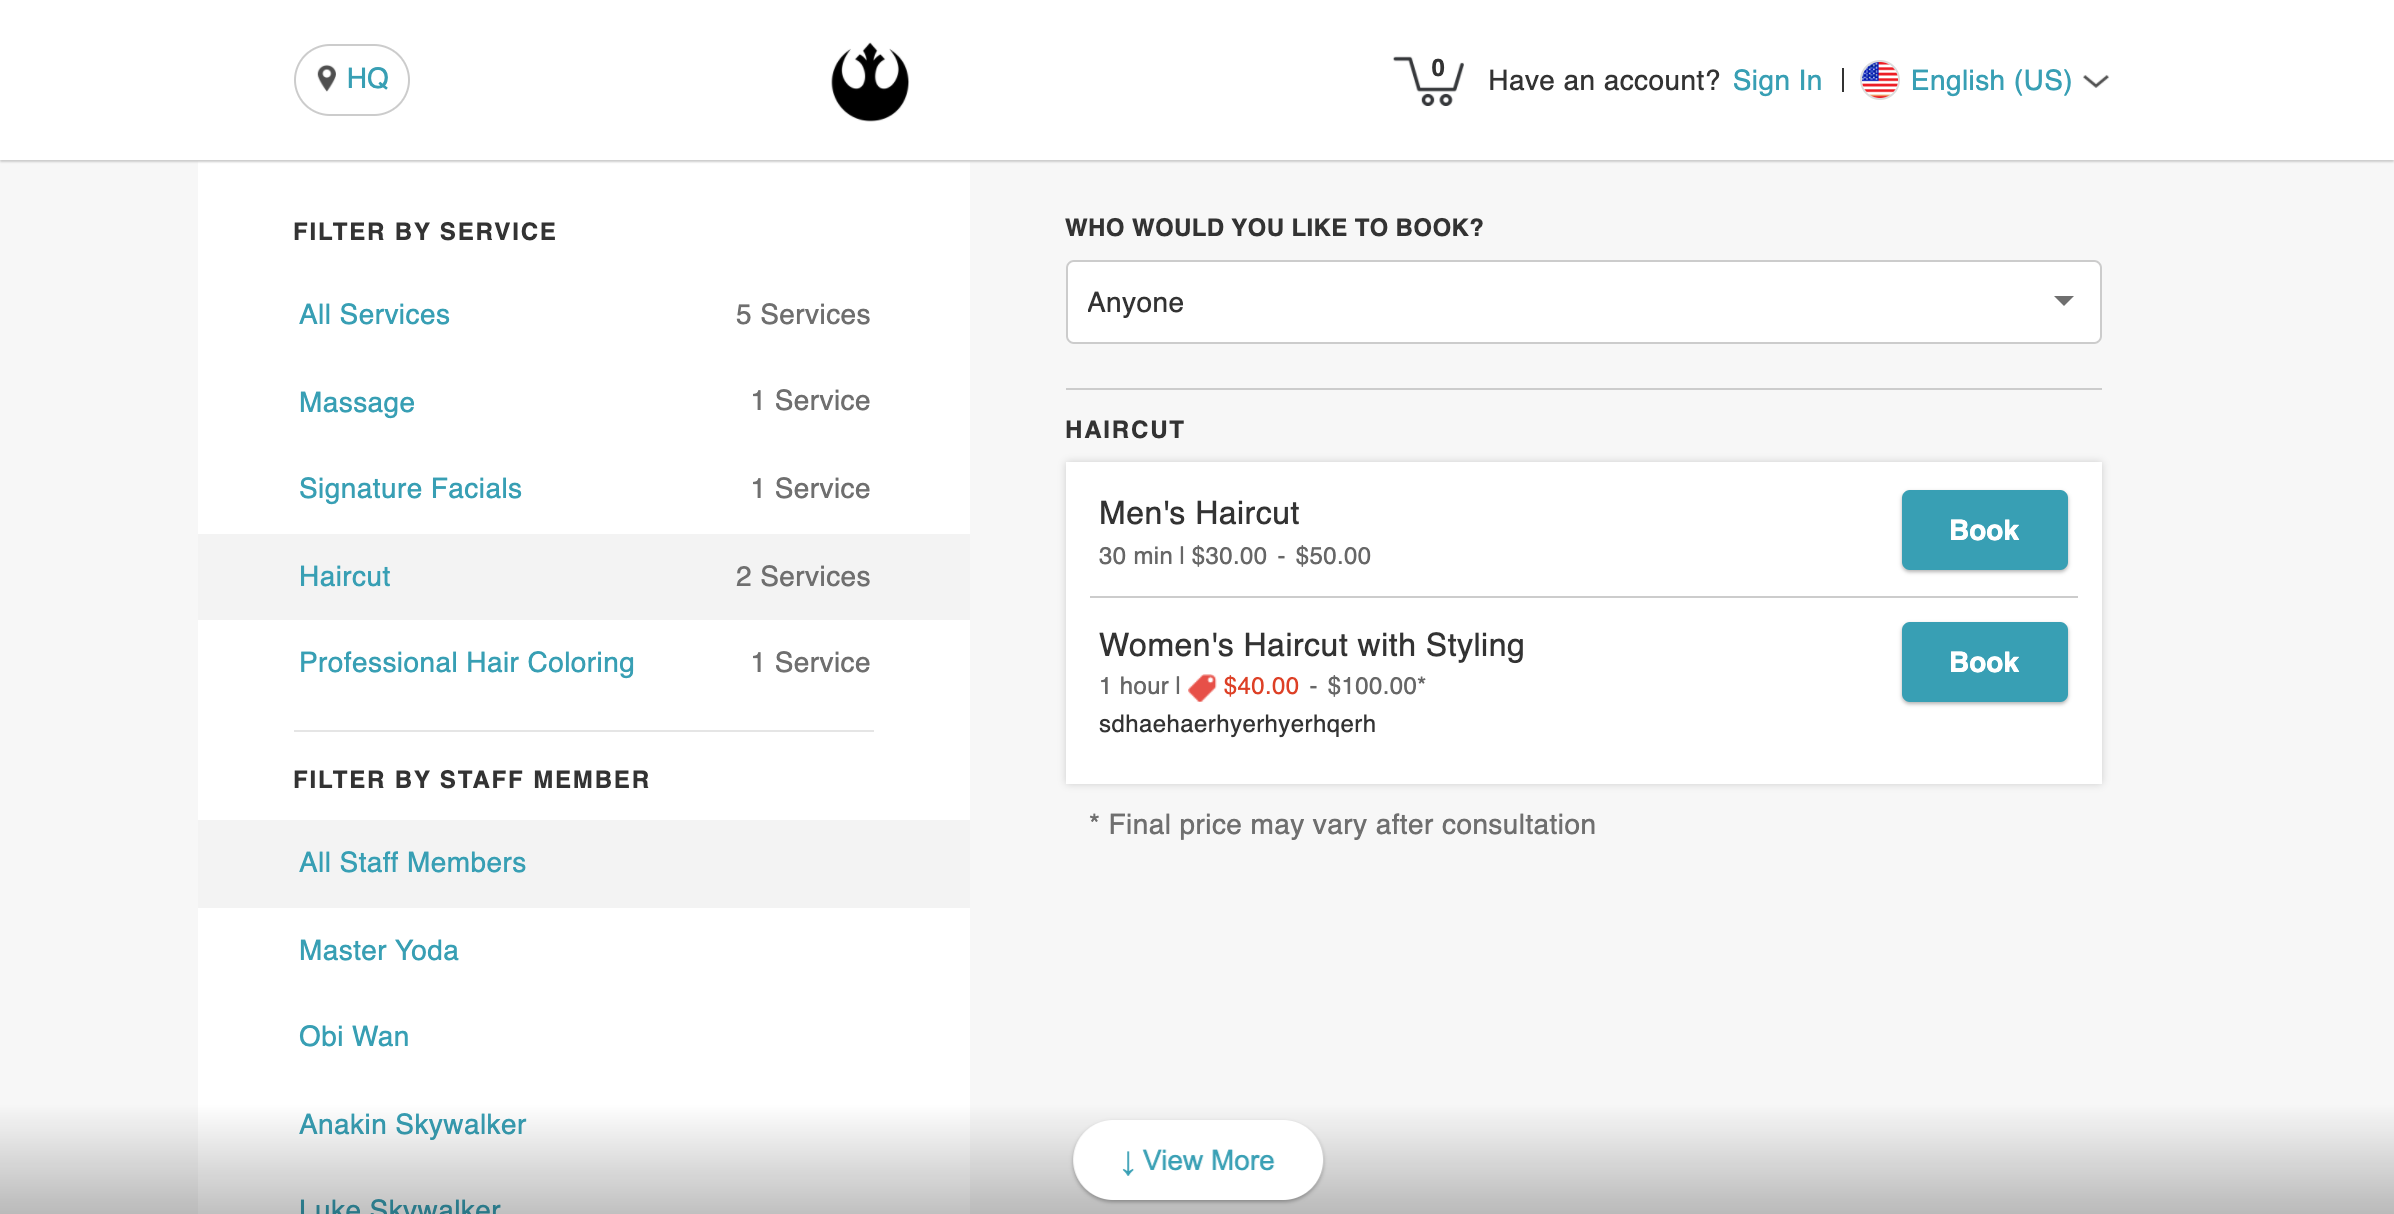 HQ
0
Have an account? Sign In | English (US)
FILTER BY SERVICE
All Services 5 Services
Massage 1 Service
Signature Facials 1 Service
Haircut 2 Services
Professional Hair Coloring 1 Service
FILTER BY STAFF MEMBER
All Staff Members
Master Yoda
Obi Wan
Anakin Skywalker
Luke Skywalker
WHO WOULD YOU LIKE TO BOOK?
Anyone
HAIRCUT
Men's Haircut
30 min | $30.00 - $50.00
Book
Women's Haircut with Styling
1 hour | $40.00 - $100.00*
sdhaehaerhyerhyerhqerh
Book
* Final price may vary after consultation
↓ View More